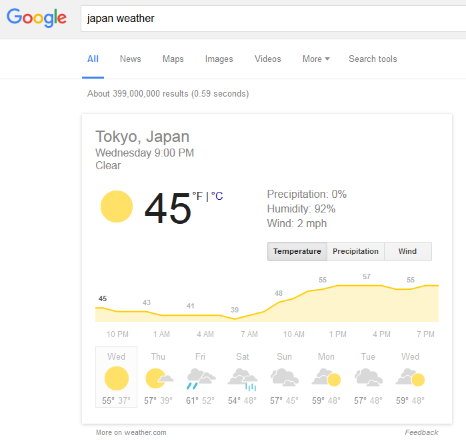 Google
japan weather
All News Maps Images Videos More Search tools
About 399,000,000 results (0.59 seconds)
Tokyo, Japan
Wednesday 9:00 PM
Clear
45 °F | °C
Precipitation: 0%
Humidity: 92%
Wind: 2 mph
Temperature Precipitation Wind
45 43 41 39 48 55 57 55
10 PM 1 AM 4 AM 7 AM 10 AM 1 PM 4 PM 7 PM
Wed Thu Fri Sat Sun Mon Tue Wed
55° 37° 57° 39° 61° 52° 54° 48° 57° 45° 59° 48° 57° 48° 59° 48°
More on weather.com
Feedback